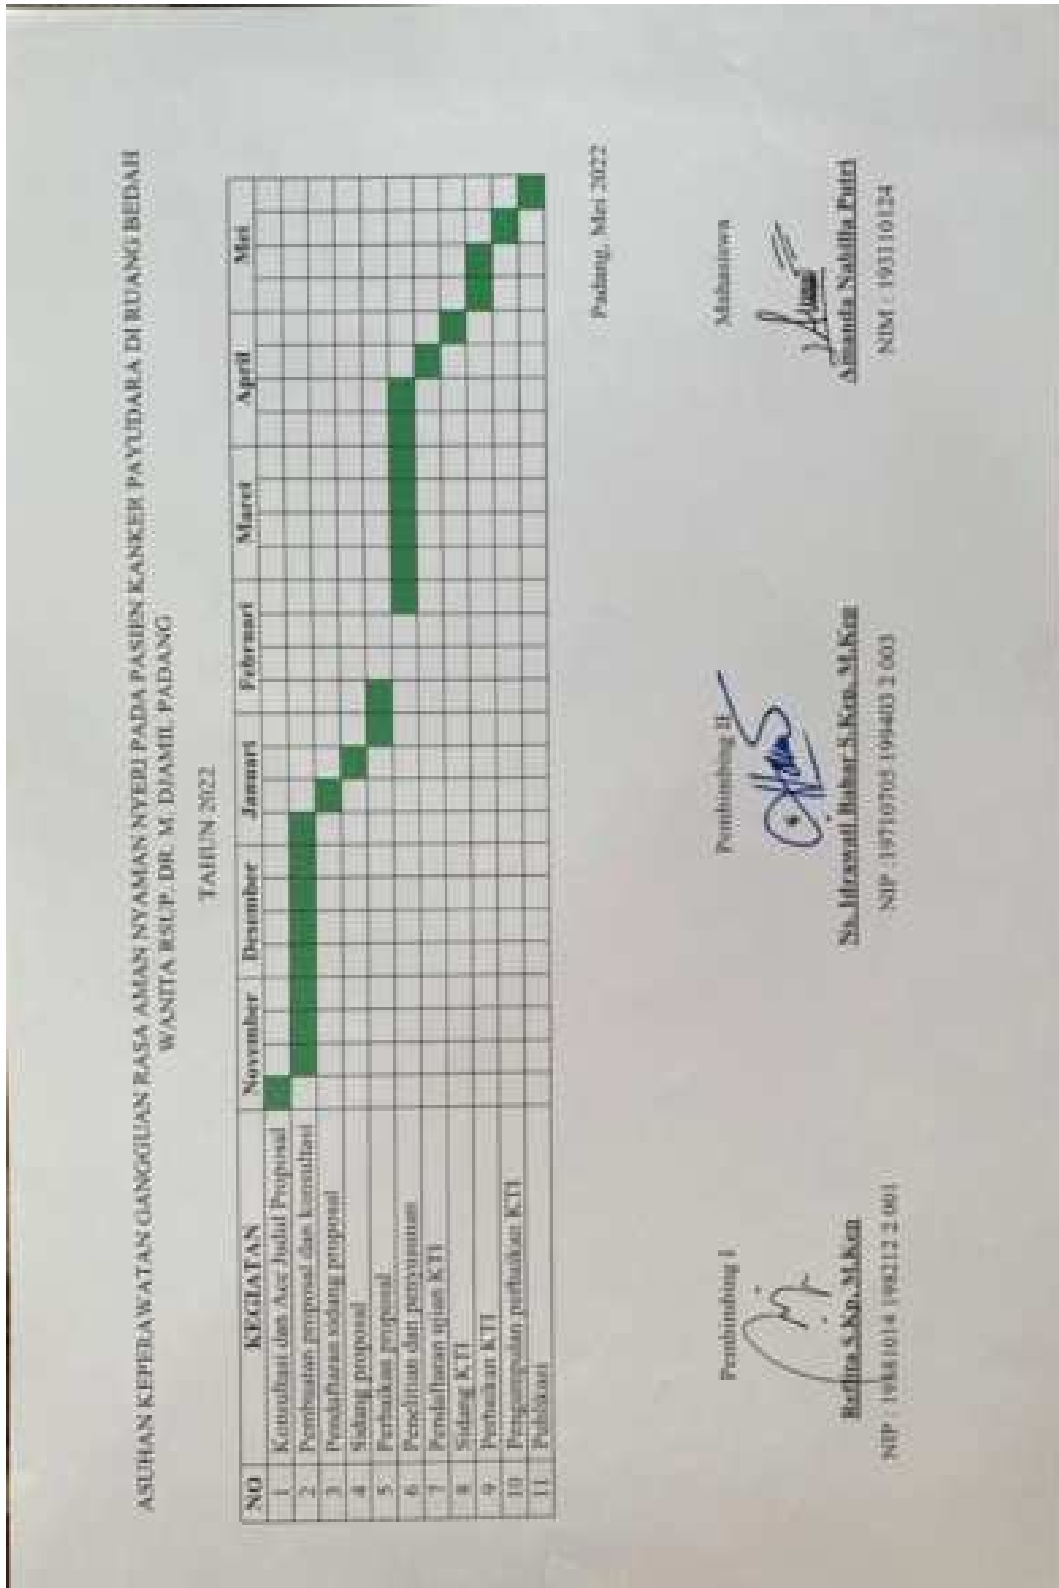 ASUHAN KEPERAWATAN GANGGUAN RASA AMAN NYAMAN NYERI PADA PASIEN KANKER PAYUDARA DI RUANG BEDAH
WANITA RSUP. DR. M. DJAMIL PADANG
TAHUN 2022
NO KEGIATAN November Desember Januari Februari Maret April Mei
1 Konsultasi dan Acc Judul Proposal
2 Pembuatan proposal dan konsultasi
3 Pendaftaran sidang proposal
4 Sidang proposal
5 Perbaikan proposal
6 Penelitian dan penyusunan
7 Pendaftaran ujian KTI
8 Sidang KTI
9 Perbaikan KTI
10 Pengumpulan perbaikan KTI
11 Publikasi
Padang, Mei 2022
Pembimbing I Pembimbing II Mahasiswa
S.Kp, M.Kep Ns. Idrawati Bahar S.Kep, M.Kep Amanda Nabilla Putri
NIP : NIP : 19710705 199403 2 003 NIM : 193110124